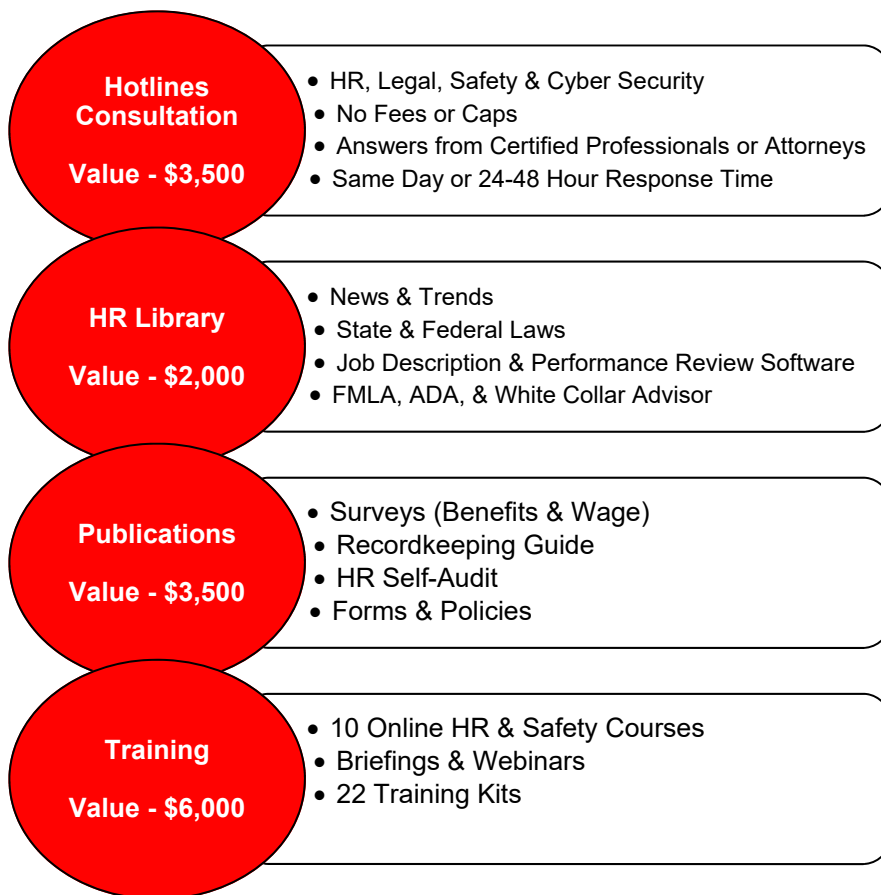 Hotlines
Consultation
Value - $3,500
• HR, Legal, Safety & Cyber Security
• No Fees or Caps
• Answers from Certified Professionals or Attorneys
• Same Day or 24-48 Hour Response Time
HR Library
Value - $2,000
• News & Trends
• State & Federal Laws
• Job Description & Performance Review Software
• FMLA, ADA, & White Collar Advisor
Publications
Value - $3,500
• Surveys (Benefits & Wage)
• Recordkeeping Guide
• HR Self-Audit
• Forms & Policies
Training
Value - $6,000
• 10 Online HR & Safety Courses
• Briefings & Webinars
• 22 Training Kits